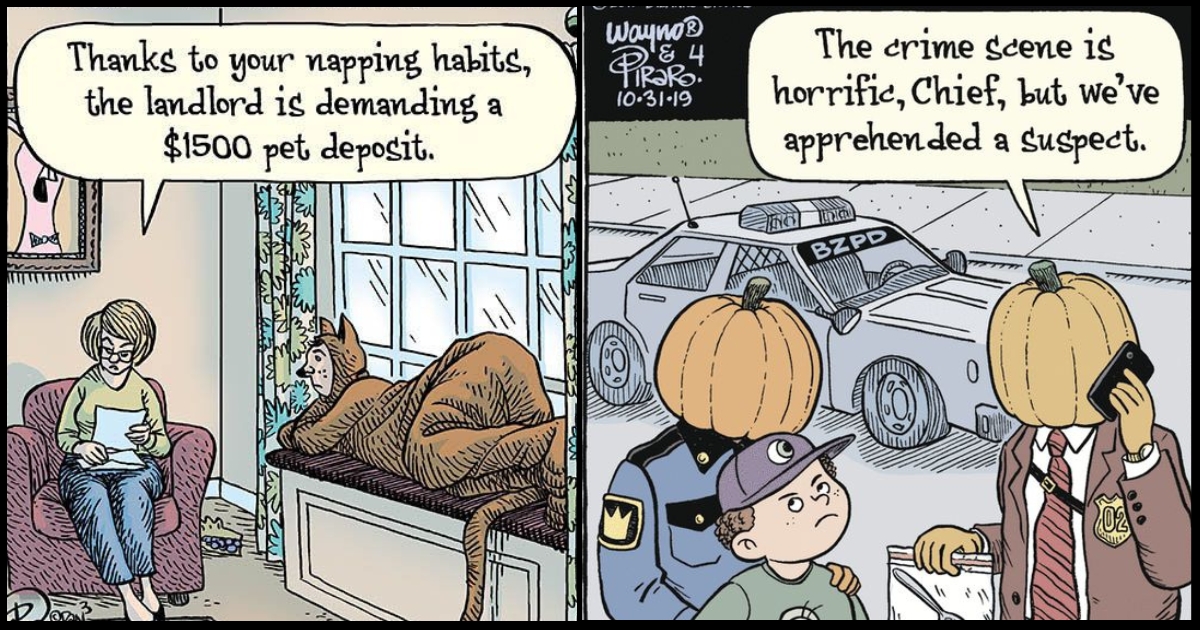 Thanks to your napping habits,
the landlord is demanding a
$1500 pet deposit.
Wayno®
& 4
PiRaRo.
10·31·19
The crime scene is
horrific, Chief, but we've
apprehended a suspect.
BZPD
02
3